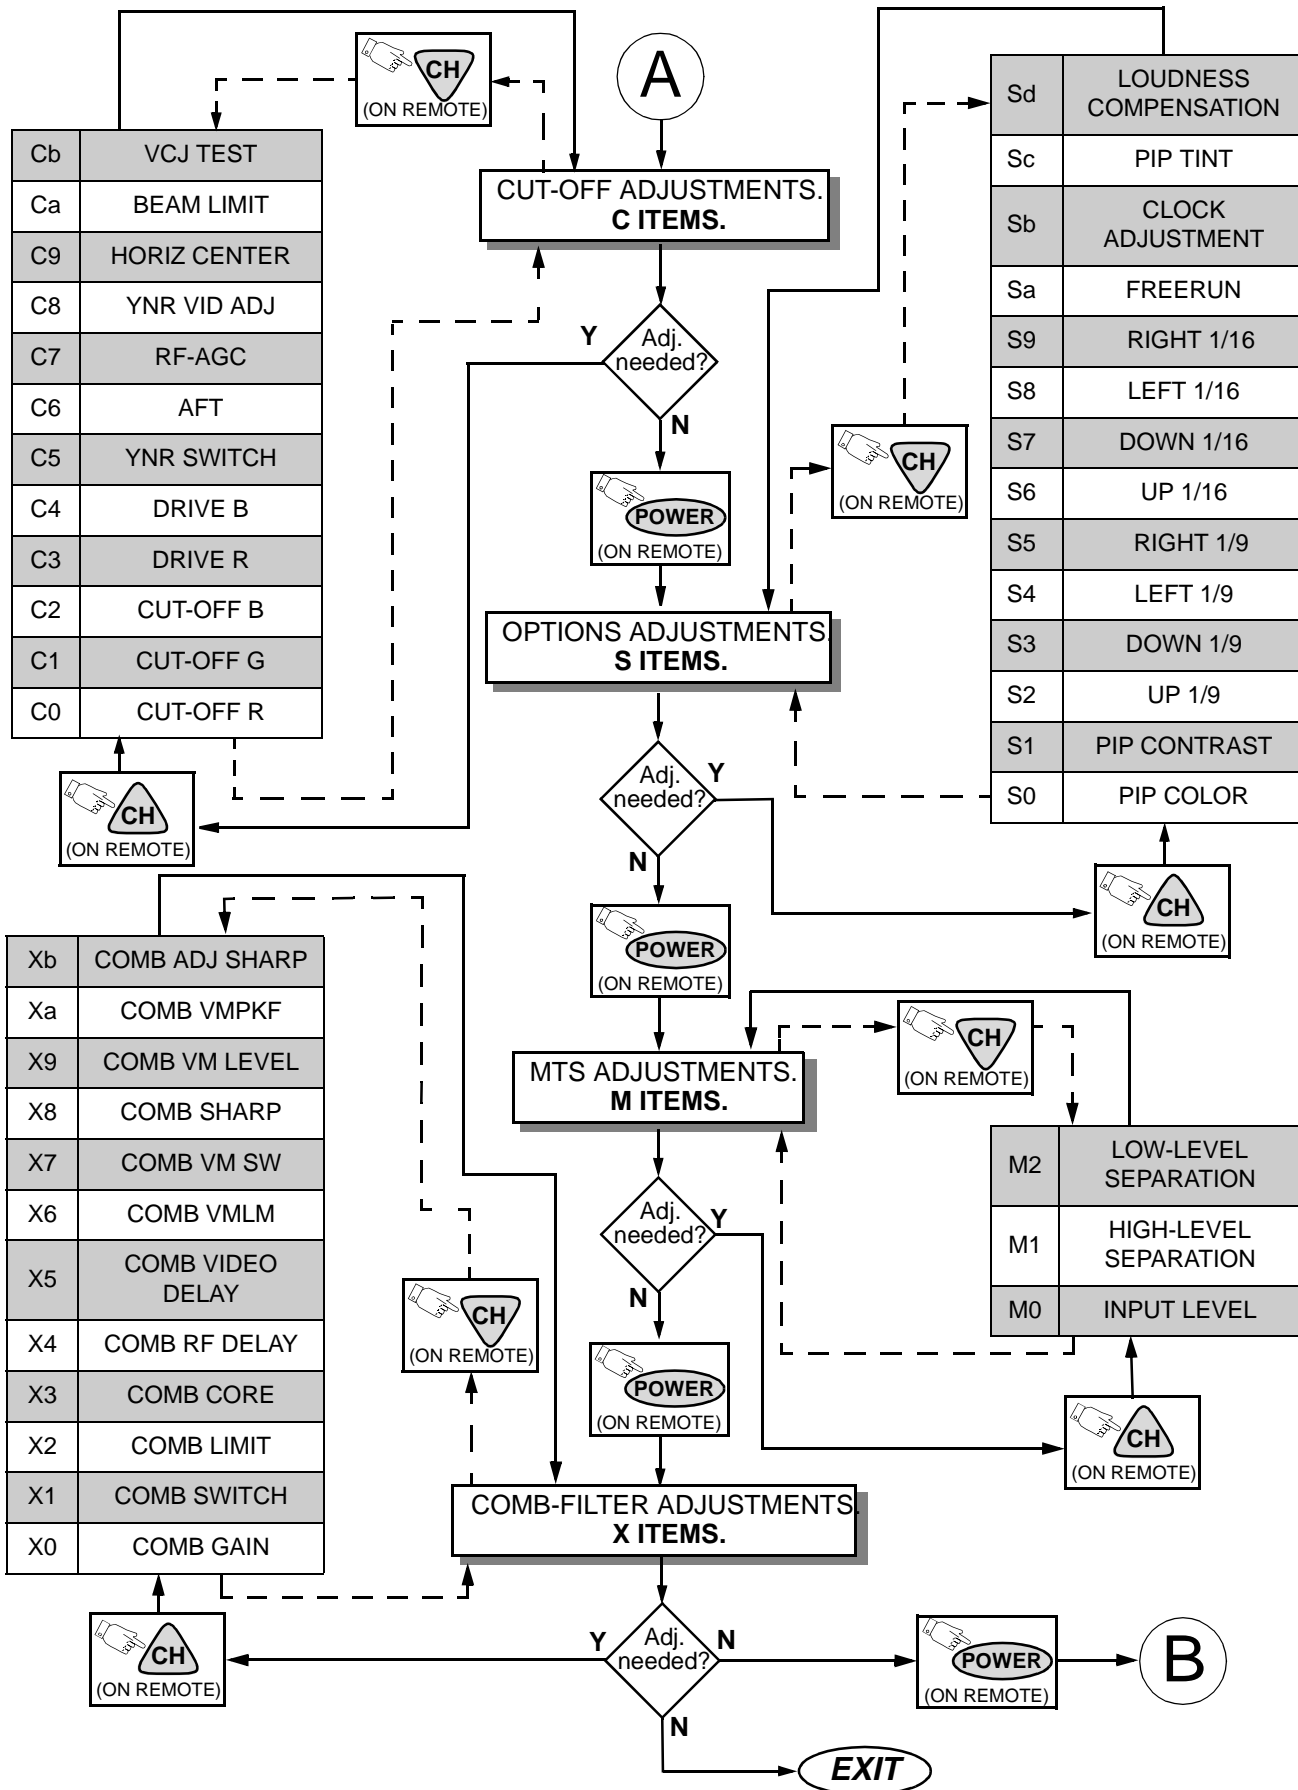 A
CH
(ON REMOTE)
Cb VCJ TEST
Ca BEAM LIMIT
C9 HORIZ CENTER
C8 YNR VID ADJ
C7 RF-AGC
C6 AFT
C5 YNR SWITCH
C4 DRIVE B
C3 DRIVE R
C2 CUT-OFF B
C1 CUT-OFF G
C0 CUT-OFF R
CH
(ON REMOTE)
CUT-OFF ADJUSTMENTS.
C ITEMS.
Y
Adj.
needed?
N
POWER
(ON REMOTE)
OPTIONS ADJUSTMENTS.
S ITEMS.
CH
(ON REMOTE)
Sd LOUDNESS
COMPENSATION
Sc PIP TINT
Sb CLOCK
ADJUSTMENT
Sa FREERUN
S9 RIGHT 1/16
S8 LEFT 1/16
S7 DOWN 1/16
S6 UP 1/16
S5 RIGHT 1/9
S4 LEFT 1/9
S3 DOWN 1/9
S2 UP 1/9
S1 PIP CONTRAST
S0 PIP COLOR
CH
(ON REMOTE)
Adj.
needed?
Y
N
POWER
(ON REMOTE)
MTS ADJUSTMENTS.
M ITEMS.
CH
(ON REMOTE)
M2 LOW-LEVEL
SEPARATION
M1 HIGH-LEVEL
SEPARATION
M0 INPUT LEVEL
CH
(ON REMOTE)
Adj.
needed?
Y
N
POWER
(ON REMOTE)
Xb COMB ADJ SHARP
Xa COMB VMPKF
X9 COMB VM LEVEL
X8 COMB SHARP
X7 COMB VM SW
X6 COMB VMLM
X5 COMB VIDEO
DELAY
X4 COMB RF DELAY
X3 COMB CORE
X2 COMB LIMIT
X1 COMB SWITCH
X0 COMB GAIN
CH
(ON REMOTE)
CH
(ON REMOTE)
COMB-FILTER ADJUSTMENTS.
X ITEMS.
Y
Adj.
needed?
N
POWER
(ON REMOTE)
B
N
EXIT